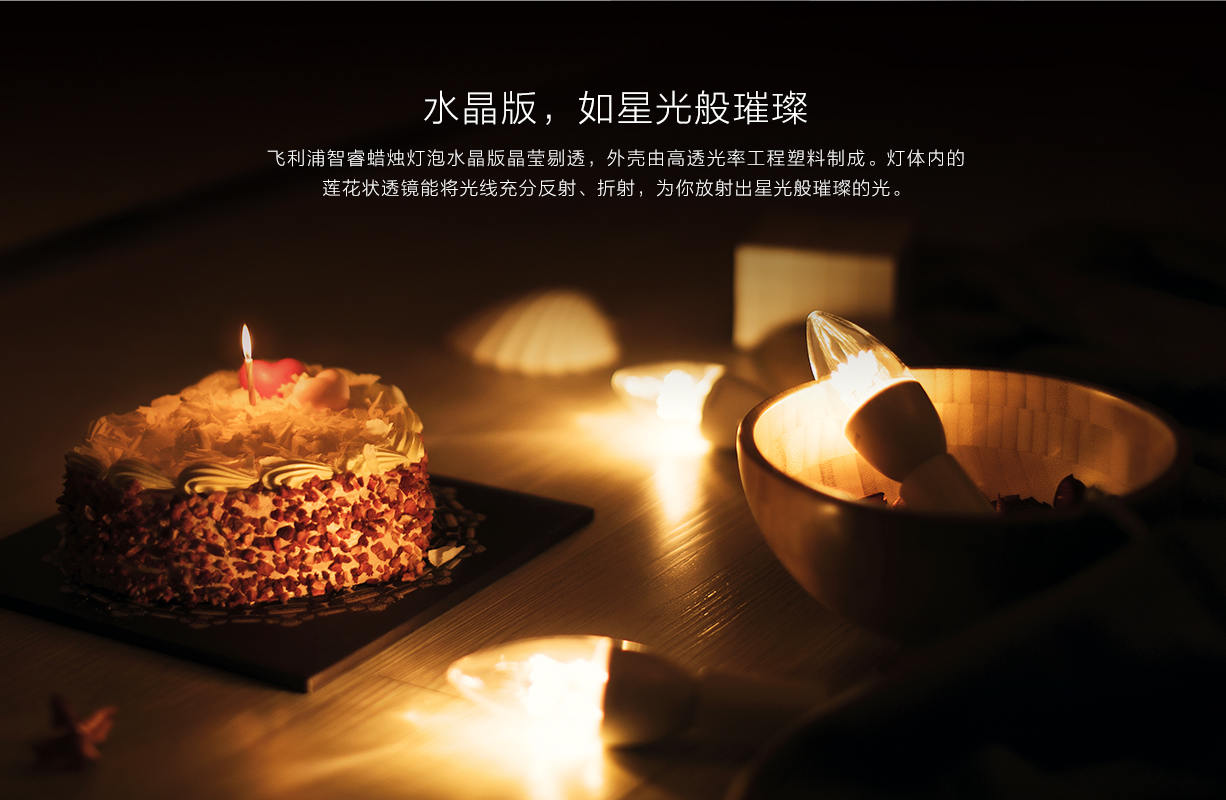 水晶版，如星光般璀璨
飞利浦智睿蜡烛灯泡水晶版晶莹剔透，外壳由高透光率工程塑料制成。灯体内的
莲花状透镜能将光线充分反射、折射，为你放射出星光般璀璨的光。